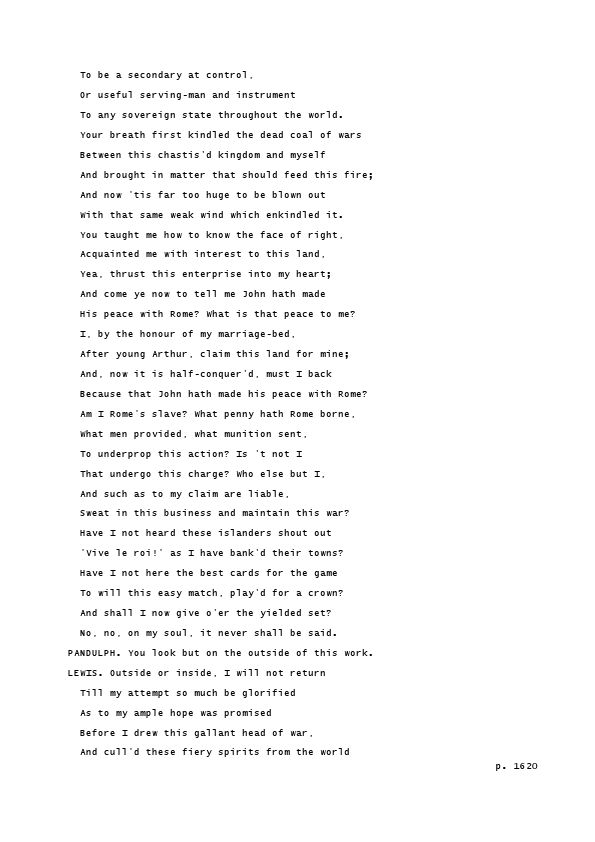 To be a secondary at control,
Or useful serving-man and instrument
To any sovereign state throughout the world.
Your breath first kindled the dead coal of wars
Between this chastis'd kingdom and myself
And brought in matter that should feed this fire;
And now 'tis far too huge to be blown out
With that same weak wind which enkindled it.
You taught me how to know the face of right,
Acquainted me with interest to this land,
Yea, thrust this enterprise into my heart;
And come ye now to tell me John hath made
His peace with Rome? What is that peace to me?
I, by the honour of my marriage-bed,
After young Arthur, claim this land for mine;
And, now it is half-conquer'd, must I back
Because that John hath made his peace with Rome?
Am I Rome's slave? What penny hath Rome borne,
What men provided, what munition sent,
To underprop this action? Is 't not I
That undergo this charge? Who else but I,
And such as to my claim are liable,
Sweat in this business and maintain this war?
Have I not heard these islanders shout out
'Vive le roi!' as I have bank'd their towns?
Have I not here the best cards for the game
To will this easy match, play'd for a crown?
And shall I now give o'er the yielded set?
No, no, on my soul, it never shall be said.
PANDULPH. You look but on the outside of this work.
LEWIS. Outside or inside, I will not return
Till my attempt so much be glorified
As to my ample hope was promised
Before I drew this gallant head of war,
And cull'd these fiery spirits from the world
p. 1620